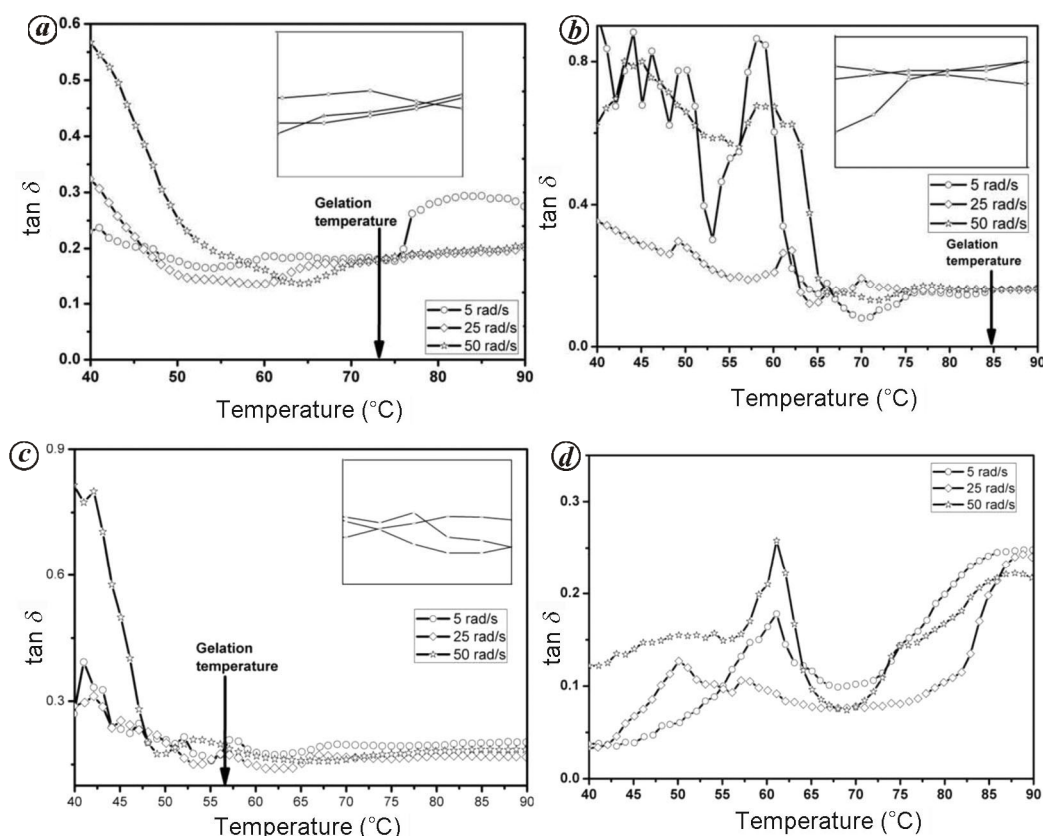 a
0.6
0.5
0.4
0.3
0.2
0.1
0.0
tan δ
Gelation
temperature
5 rad/s
25 rad/s
50 rad/s
40 50 60 70 80 90
Temperature (°C)
b
0.8
0.4
0.0
tan δ
5 rad/s
25 rad/s
50 rad/s
Gelation
temperature
40 45 50 55 60 65 70 75 80 85 90
Temperature (°C)
c
0.9
0.6
0.3
tan δ
5 rad/s
25 rad/s
50 rad/s
Gelation
temperature
40 45 50 55 60 65 70 75 80 85 90
Temperature (°C)
d
0.3
0.2
0.1
0.0
tan δ
5 rad/s
25 rad/s
50 rad/s
40 45 50 55 60 65 70 75 80 85 90
Temperature (°C)